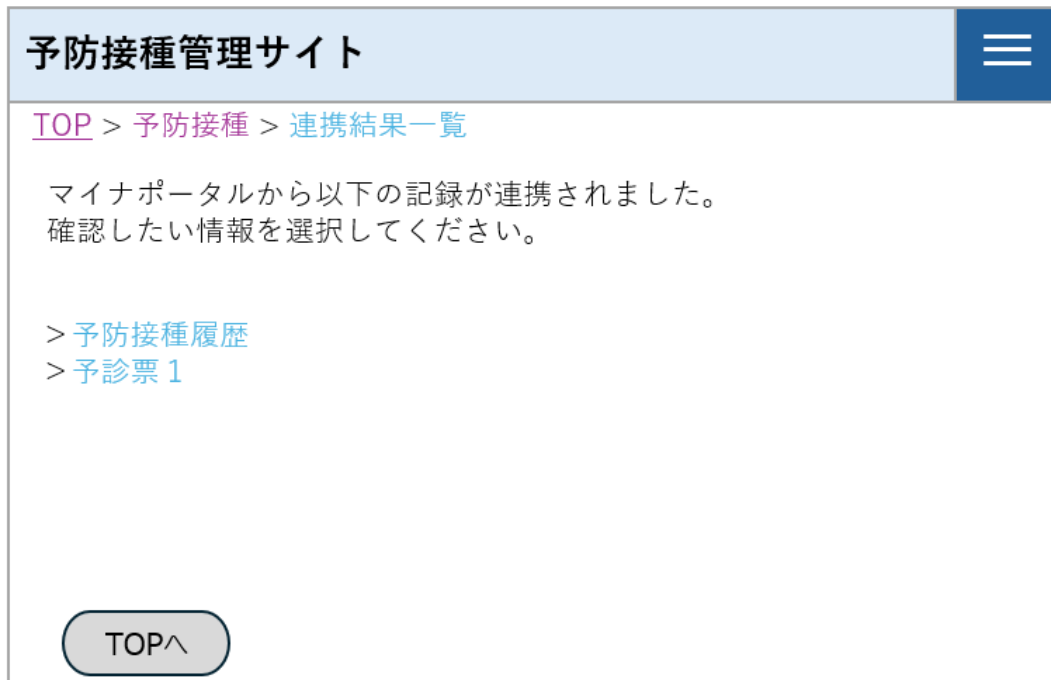 予防接種管理サイト
TOP > 予防接種 > 連携結果一覧
マイナポータルから以下の記録が連携されました。
確認したい情報を選択してください。
> 予防接種履歴
> 予診票1
TOPへ